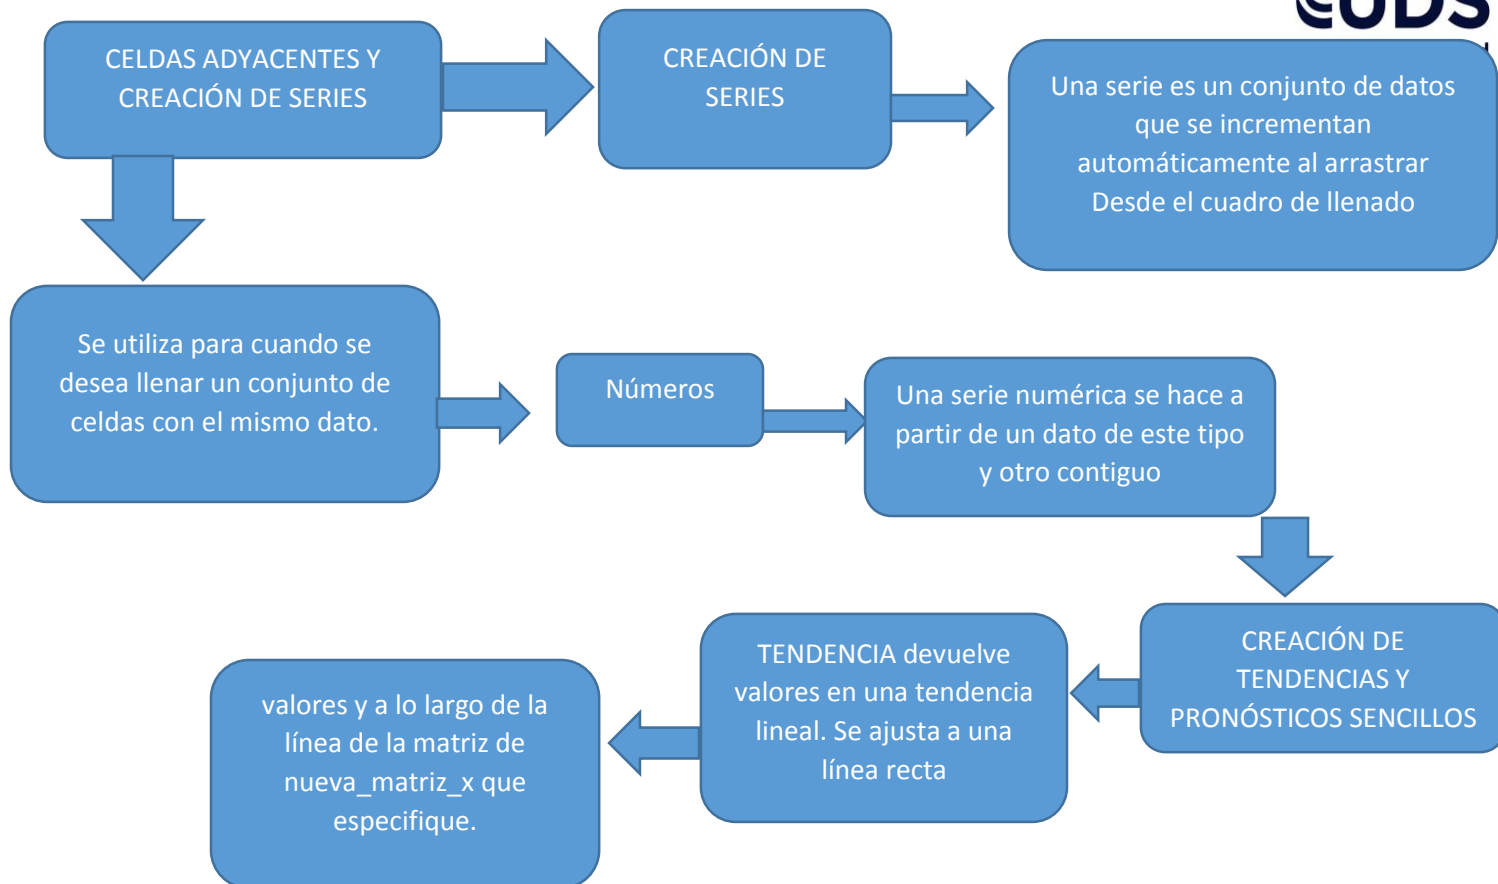 UDS
CELDAS ADYACENTES Y
CREACIÓN DE SERIES
CREACIÓN DE
SERIES
Una serie es un conjunto de datos
que se incrementan
automáticamente al arrastrar
Desde el cuadro de llenado
Se utiliza para cuando se
desea llenar un conjunto de
celdas con el mismo dato.
Números
Una serie numérica se hace a
partir de un dato de este tipo
y otro contiguo
CREACIÓN DE
TENDENCIAS Y
PRONÓSTICOS SENCILLOS
TENDENCIA devuelve
valores en una tendencia
lineal. Se ajusta a una
línea recta
valores y a lo largo de la
línea de la matriz de
nueva_matriz_x que
especifique.